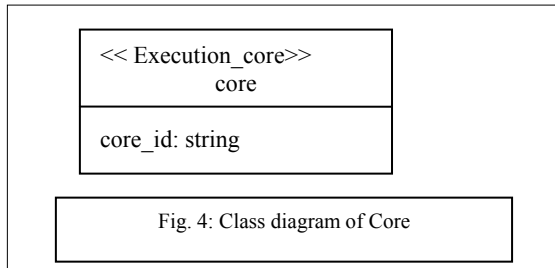 << Execution_core>>
core
core_id: string
Fig. 4: Class diagram of Core